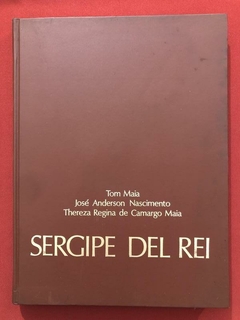 Tom Maia
José Anderson Nascimento
Thereza Regina de Camargo Maia
SERGIPE DEL REI